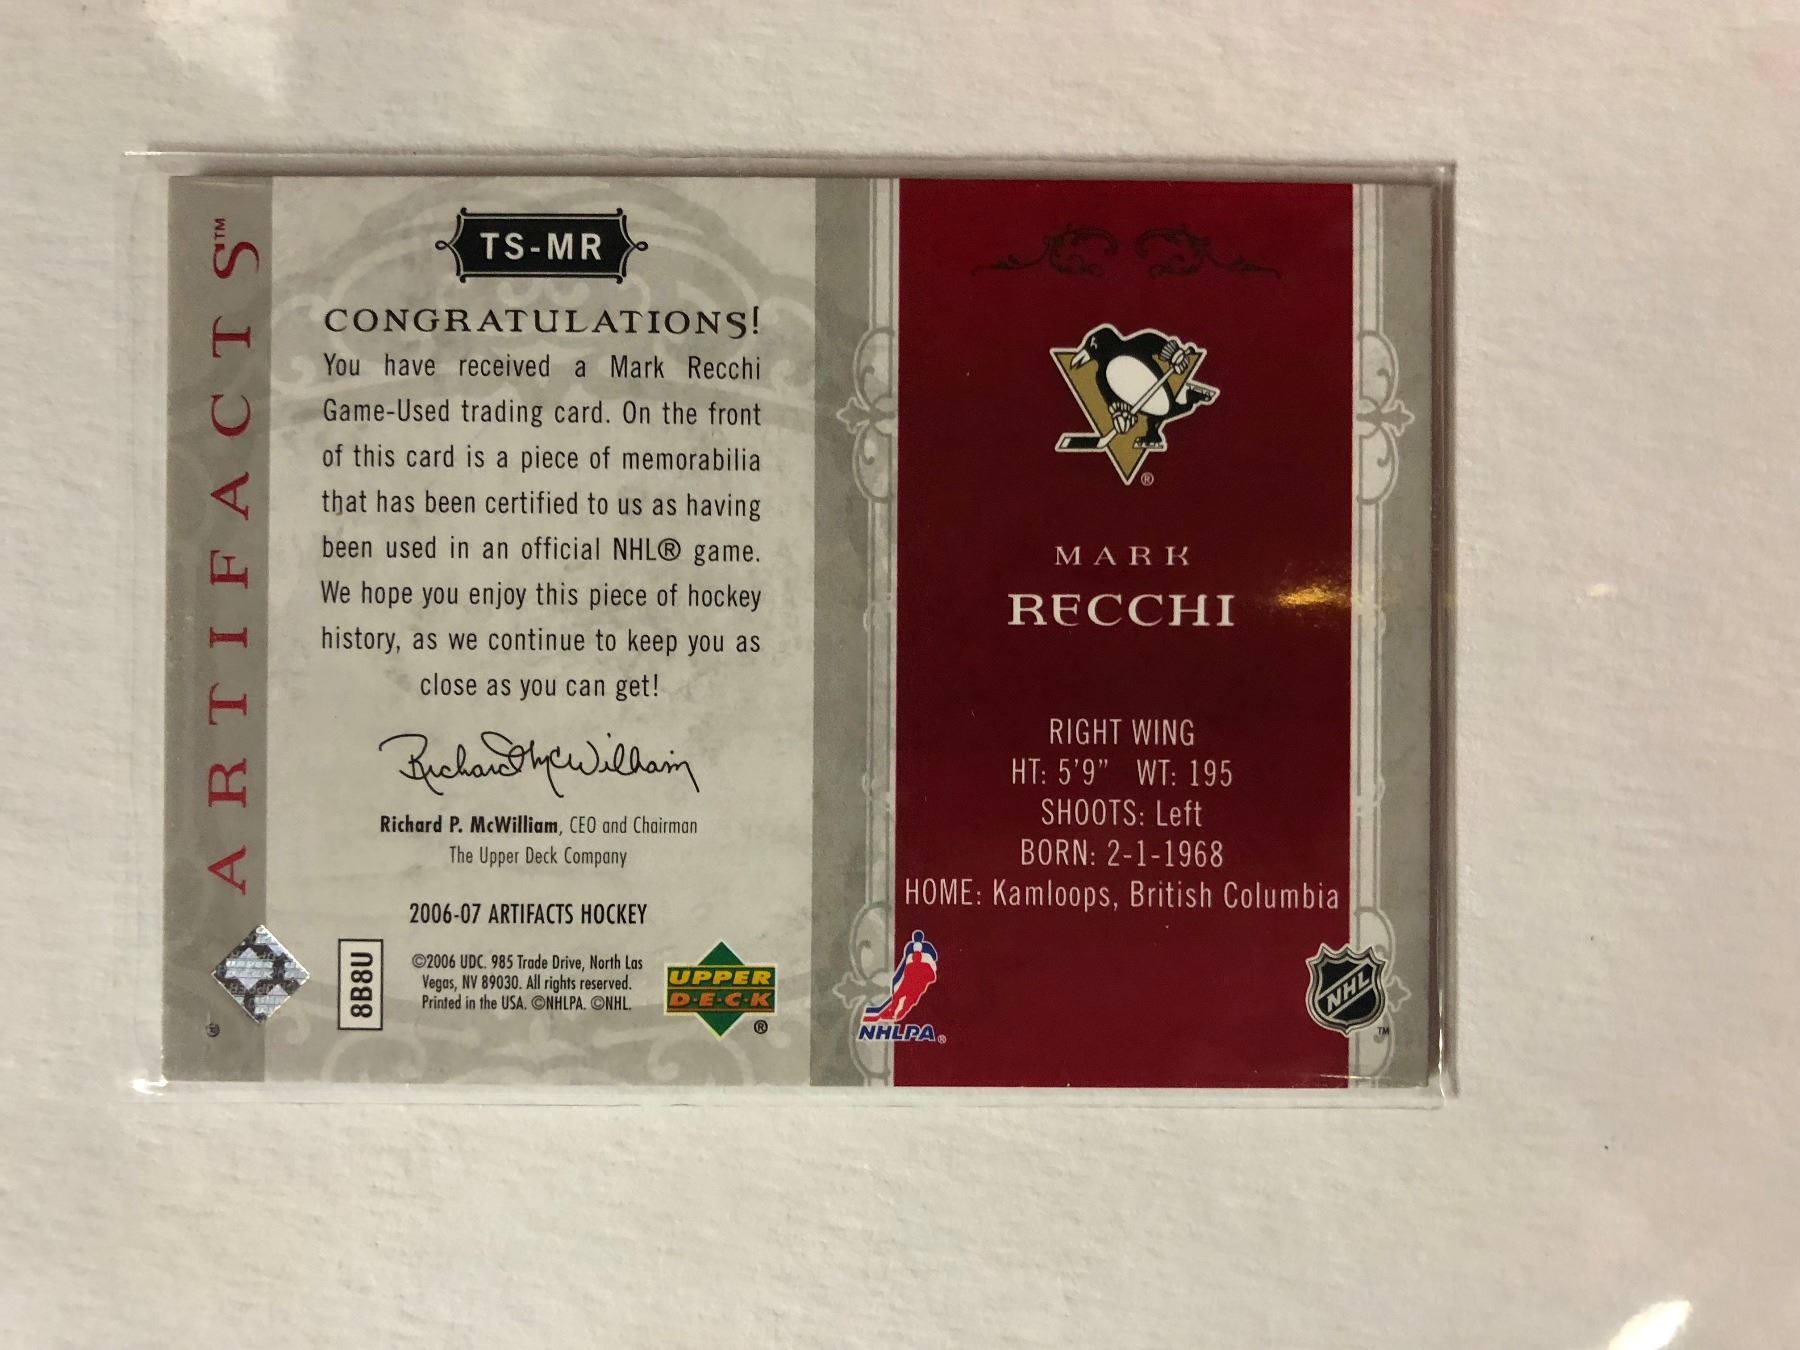 ARTIFACTS™
TS-MR
CONGRATULATIONS!
You have received a Mark Recchi
Game-Used trading card. On the front
of this card is a piece of memorabilia
that has been certified to us as having
been used in an official NHL® game.
We hope you enjoy this piece of hockey
history, as we continue to keep you as
close as you can get!
Richard McWilliam
Richard P. McWilliam, CEO and Chairman
The Upper Deck Company
2006-07 ARTIFACTS HOCKEY
8B8U
©2006 UDC. 985 Trade Drive, North Las
Vegas, NV 89030. All rights reserved.
Printed in the USA. ©NHLPA. ©NHL.
UPPER
D·E·C·K
®
®
MARK
RECCHI
RIGHT WING
HT: 5'9" WT: 195
SHOOTS: Left
BORN: 2-1-1968
HOME: Kamloops, British Columbia
NHLPA®
NHL
TM